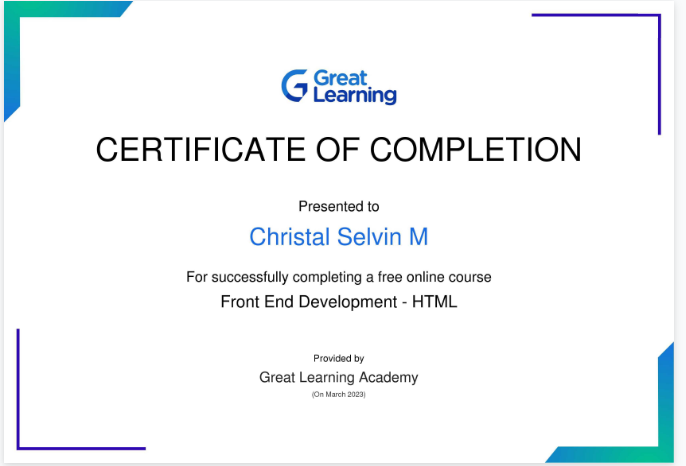 Great
Learning
CERTIFICATE OF COMPLETION
Presented to
Christal Selvin M
For successfully completing a free online course
Front End Development - HTML
Provided by
Great Learning Academy
(On March 2023)